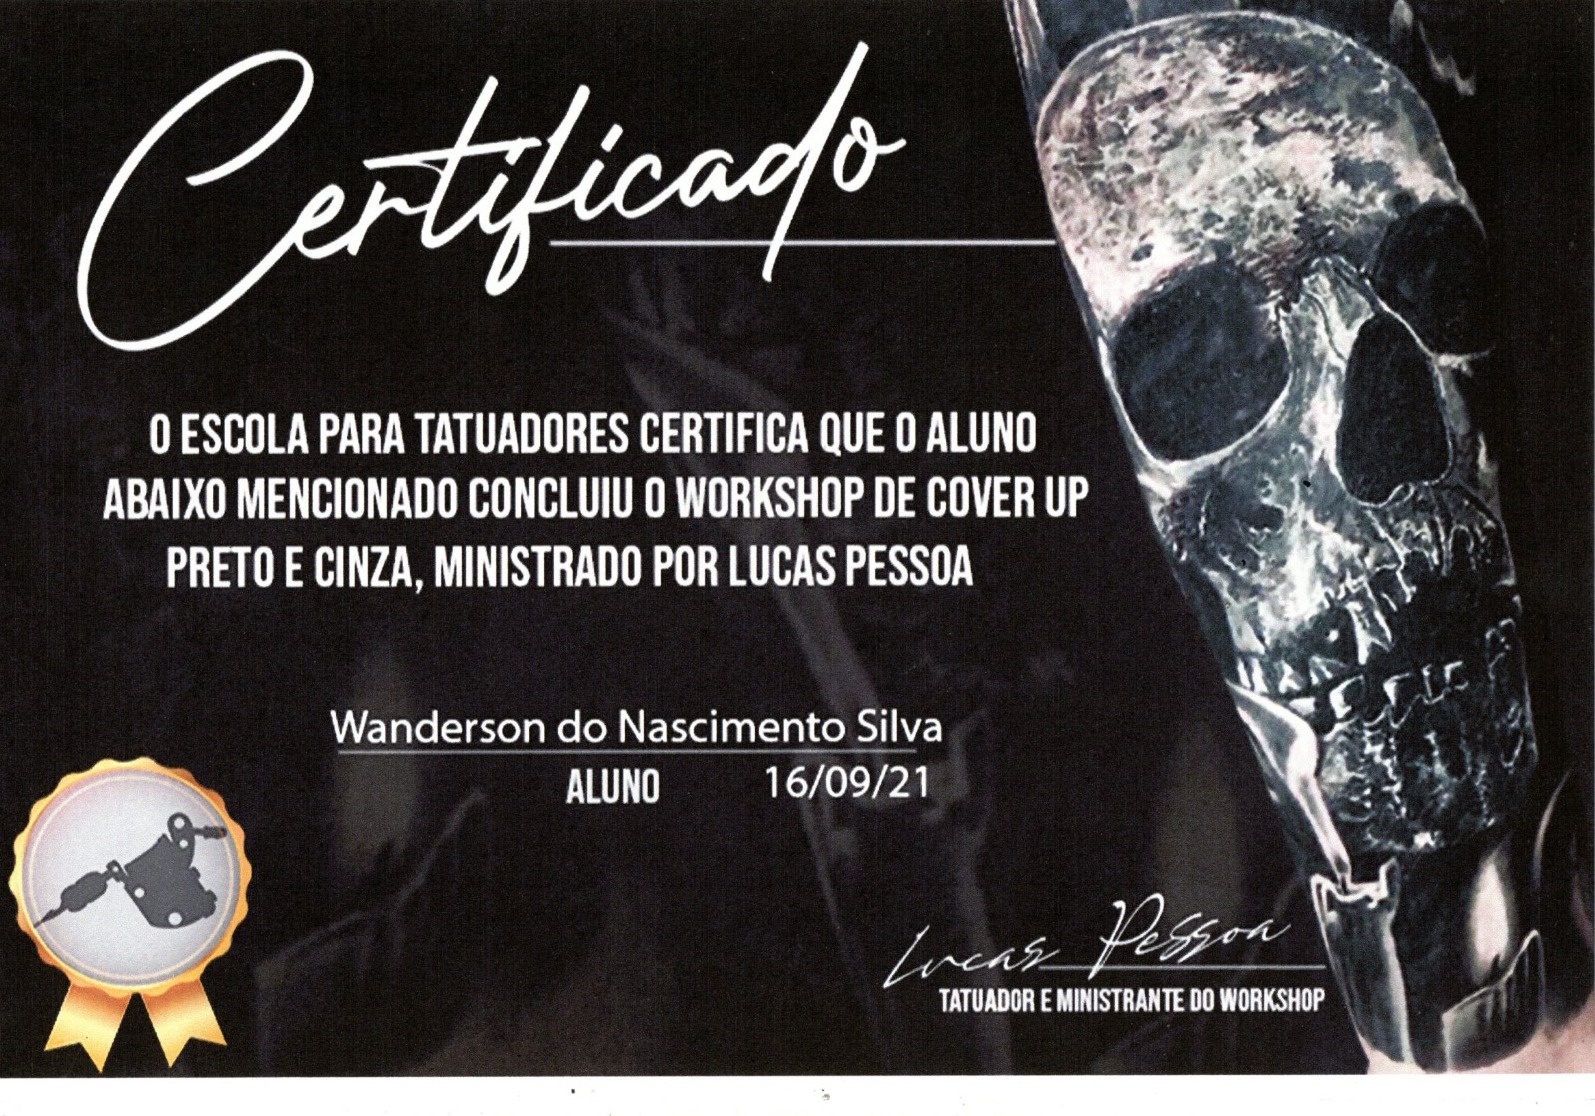 Certificado
O ESCOLA PARA TATUADORES CERTIFICA QUE O ALUNO
ABAIXO MENCIONADO CONCLUIU O WORKSHOP DE COVER UP
PRETO E CINZA, MINISTRADO POR LUCAS PESSOA
Wanderson do Nascimento Silva
ALUNO 16/09/21
Lucas Pessoa
TATUADOR E MINISTRANTE DO WORKSHOP